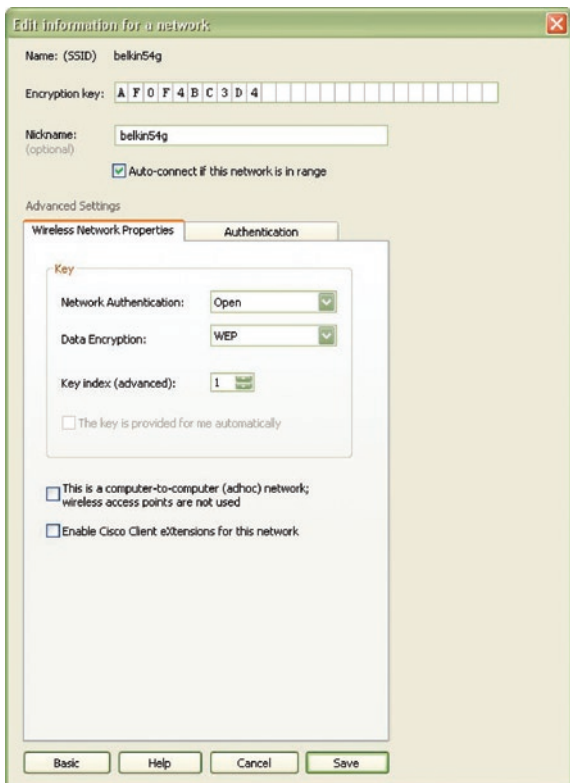 Edit information for a network
Name: (SSID) belkin54g
Encryption key: A F 0 F 4 B C 3 D 4
Nickname: belkin54g
(optional)
Auto-connect if this network is in range
Advanced Settings
Wireless Network Properties Authentication
Key
Network Authentication: Open
Data Encryption: WEP
Key index (advanced): 1
The key is provided for me automatically
This is a computer-to-computer (adhoc) network;
wireless access points are not used
Enable Cisco Client eXtensions for this network
Basic Help Cancel Save